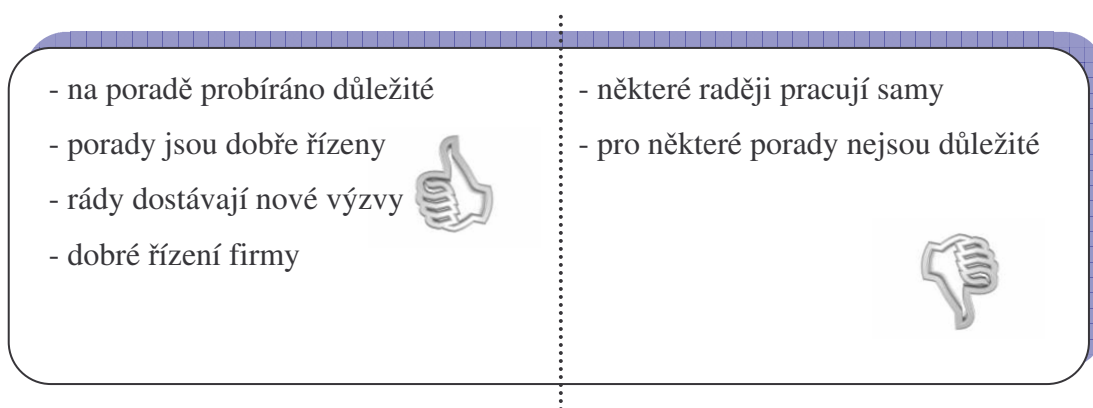 - na poradě probíráno důležité
- porady jsou dobře řízeny
- rády dostávají nové výzvy
- dobré řízení firmy
- některé raději pracují samy
- pro některé porady nejsou důležité